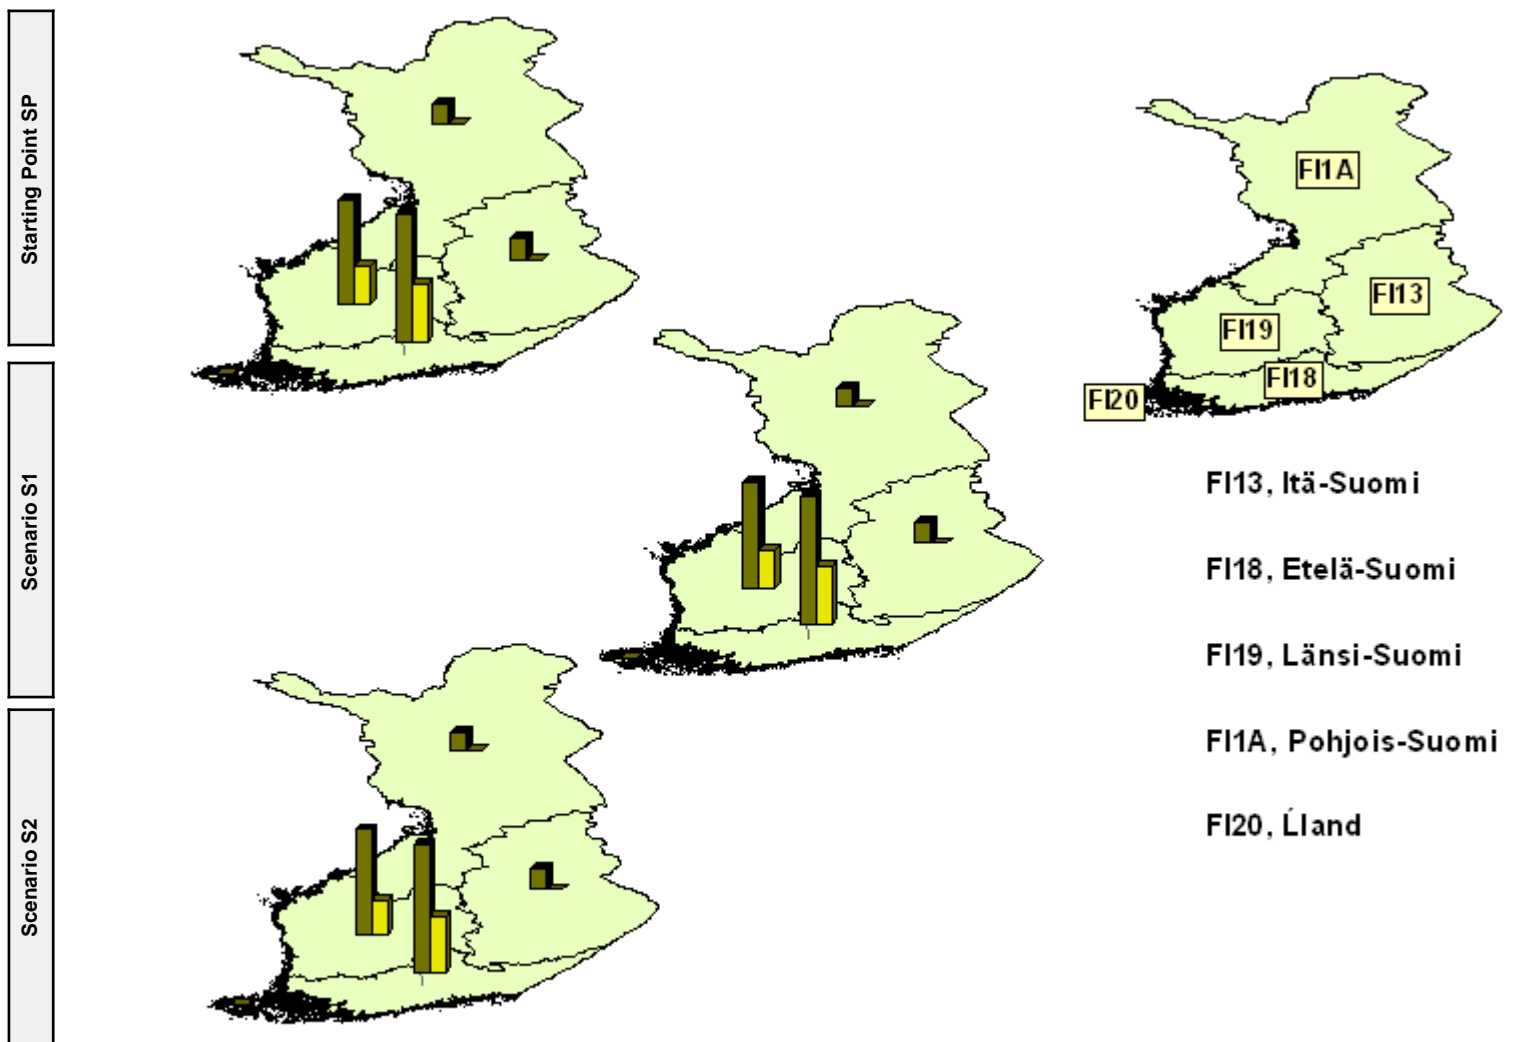 Starting Point SP
Scenario S1
Scenario S2
FI1A
FI13
FI19
FI18
FI20
FI13, Itä-Suomi
FI18, Etelä-Suomi
FI19, Länsi-Suomi
FI1A, Pohjois-Suomi
FI20, Ĺland